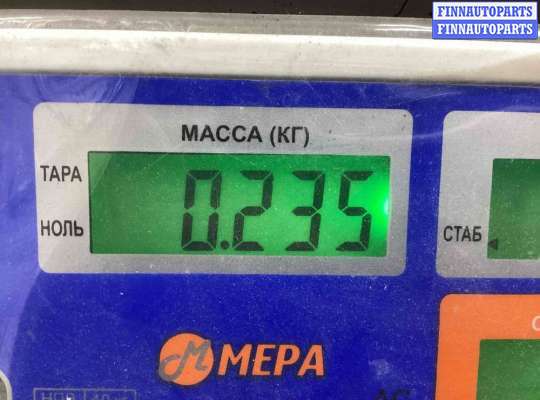 FINNAUTOPARTS
FINNAUTOPARTS
МАССА (КГ)
ТАРА
0.235
НОЛЬ
СТАБ
МЕРА